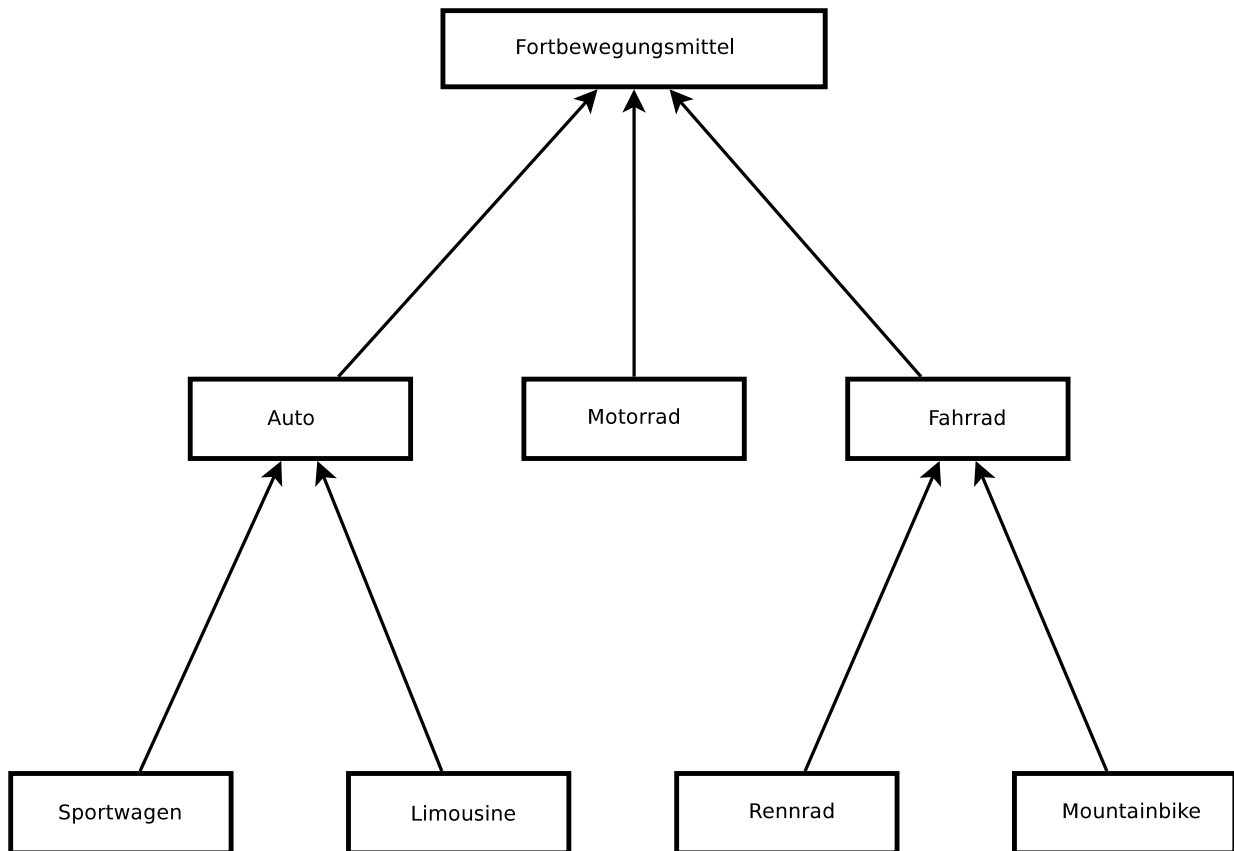 Fortbewegungsmittel
Auto
Motorrad
Fahrrad
Sportwagen
Limousine
Rennrad
Mountainbike